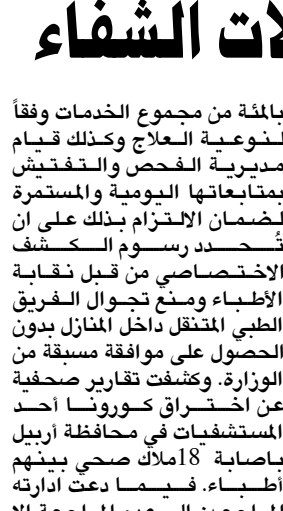 لات الشفاء
بالمئة من مجموع الخدمات وفقاً
لنوعية العلاج وكذلك قيام
مديرية الفحص والتفتيش
بمتابعاتها اليومية والمستمرة
لضمان الالتزام بذلك على ان
تُحدد رسوم الكشف
الاختصاصي من قبل نقابة
الأطباء ومنع تجوال الفريق
الطبي المتنقل داخل المنازل بدون
الحصول على موافقة مسبقة من
الوزارة. وكشفت تقارير صحفية
عن اختراق كورونا أحد
المستشفيات في محافظة أربيل
باصابة 18ملاك صحي بينهم
أطباء. فيما دعت ادارته